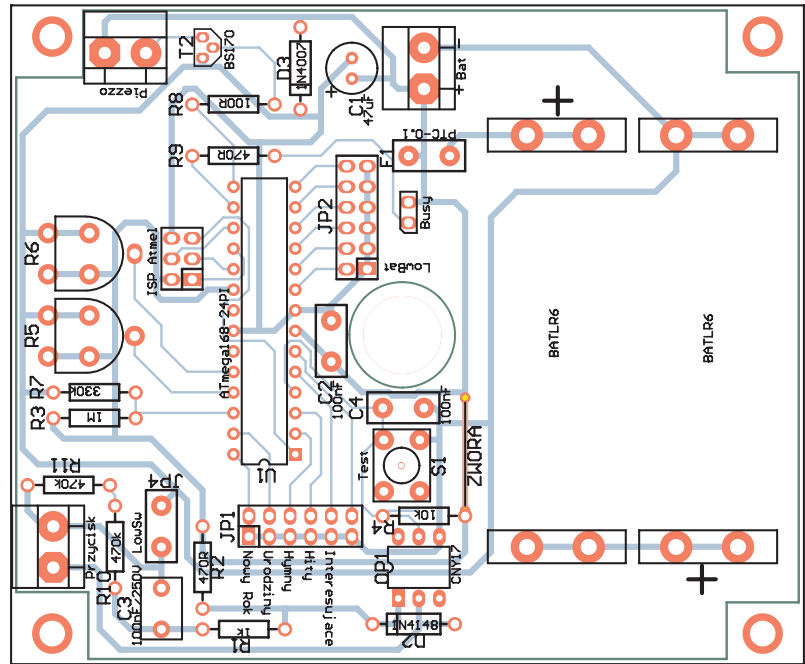 Piezzo
T2
BS170
D3
1N4007
+
C1
47uF
-
+ Bat
+
R8
100R
R9
470R
F1
PTC-0.1
Busy
JP2
LowBat
ISP Atmel
R6
R5
ATmega168-24PI
U1
C2
100nF
C4
100nF
BATLR6
BATLR6
R7
330k
R3
1M
Test
S1
ZWORA
R11
470k
JP4
LowSw
Przycisk
R10
470k
C3
100nF/250V
R2
470R
R1
1k
JP1
Nowy Rok
Urodziny
Hymny
Hity
Interesujace
R4
10k
OP1
CNY17
D2
1N4148
+